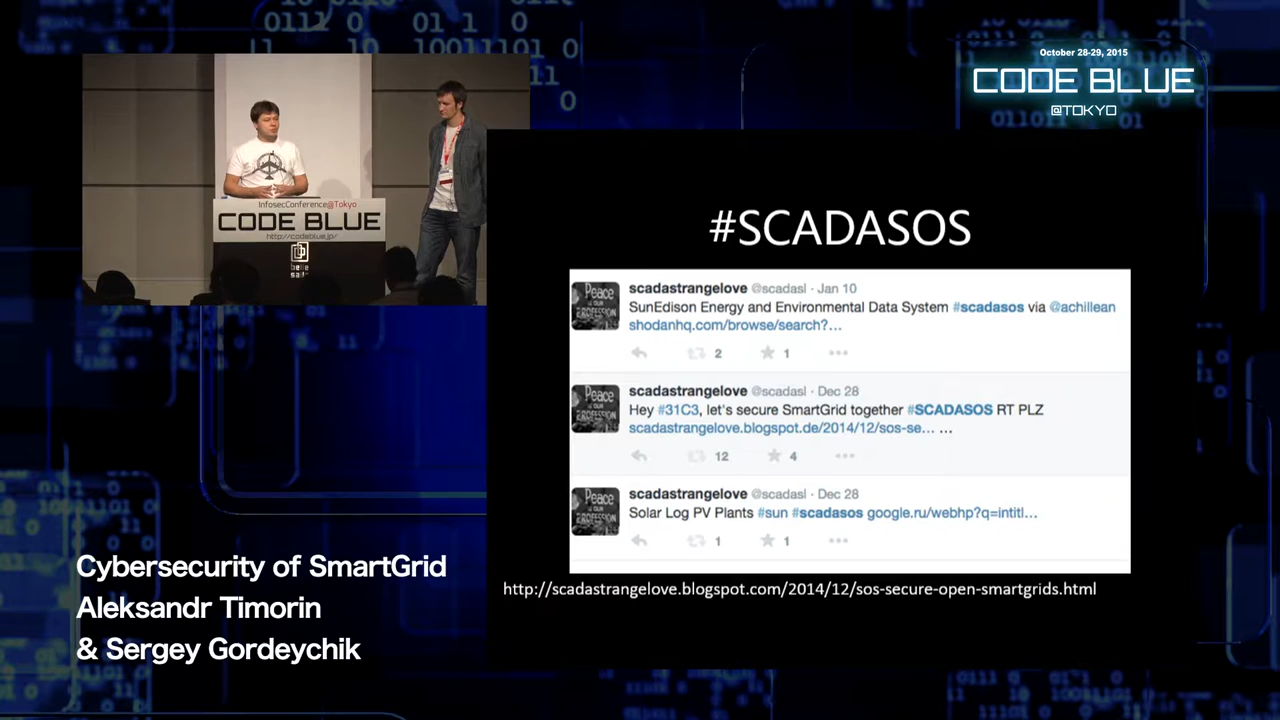 October 28-29, 2015
CODE BLUE
@TOKYO
InfosecConference@Tokyo
CODE BLUE
http://codeblue.jp/
#SCADASOS
scadastrangelove @scadasl · Jan 10
SunEdison Energy and Environmental Data System #scadasos via @achillean
shodanhq.com/browse/search?...
2
1
scadastrangelove @scadasl · Dec 28
Hey #31C3, let's secure SmartGrid together #SCADASOS RT PLZ
scadastrangelove.blogspot.de/2014/12/sos-se... ...
12
4
scadastrangelove @scadasl · Dec 28
Solar Log PV Plants #sun #scadasos google.ru/webhp?q=intitl...
1
1
http://scadastrangelove.blogspot.com/2014/12/sos-secure-open-smartgrids.html
Cybersecurity of SmartGrid
Aleksandr Timorin
& Sergey Gordeychik